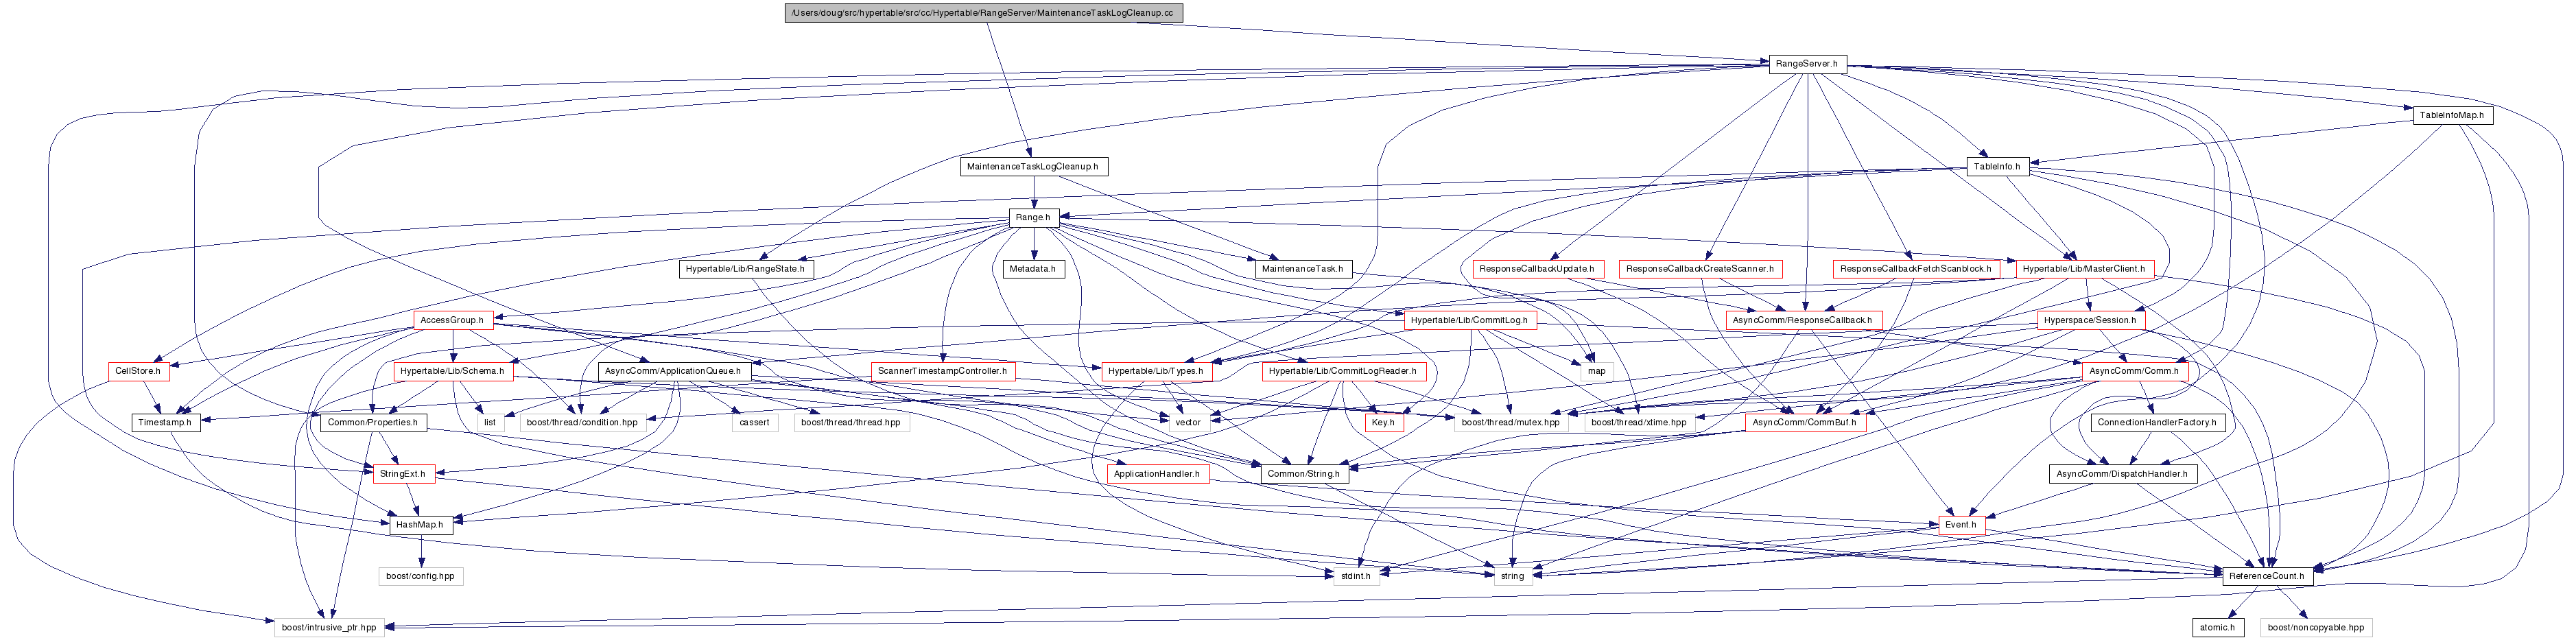 /Users/doug/src/hypertable/src/cc/Hypertable/RangeServer/MaintenanceTaskLogCleanup.cc
RangeServer.h
TableInfoMap.h
MaintenanceTaskLogCleanup.h
TableInfo.h
Range.h
Hypertable/Lib/RangeState.h
Metadata.h
MaintenanceTask.h
ResponseCallbackUpdate.h
ResponseCallbackCreateScanner.h
ResponseCallbackFetchScanblock.h
Hypertable/Lib/MasterClient.h
AccessGroup.h
Hypertable/Lib/CommitLog.h
AsyncComm/ResponseCallback.h
Hyperspace/Session.h
CellStore.h
Hypertable/Lib/Schema.h
AsyncComm/ApplicationQueue.h
ScannerTimestampController.h
Hypertable/Lib/Types.h
Hypertable/Lib/CommitLogReader.h
map
AsyncComm/Comm.h
Timestamp.h
Common/Properties.h
list
boost/thread/condition.hpp
cassert
boost/thread/thread.hpp
vector
Key.h
boost/thread/mutex.hpp
boost/thread/xtime.hpp
AsyncComm/CommBuf.h
ConnectionHandlerFactory.h
StringExt.h
ApplicationHandler.h
Common/String.h
AsyncComm/DispatchHandler.h
HashMap.h
Event.h
boost/config.hpp
stdint.h
string
ReferenceCount.h
boost/intrusive_ptr.hpp
atomic.h
boost/noncopyable.hpp